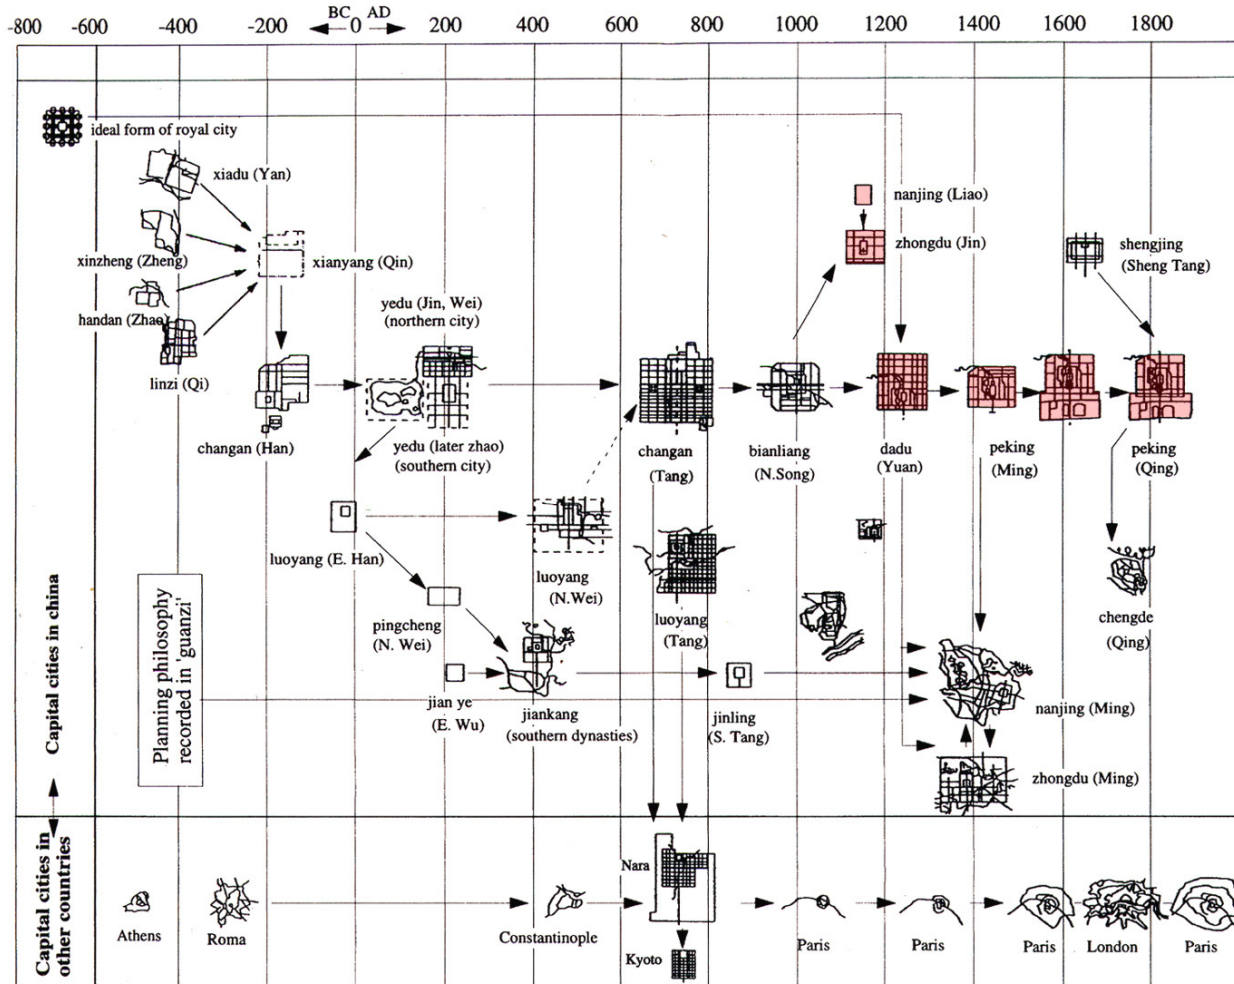 BC AD
-800 -600 -400 -200 0 200 400 600 800 1000 1200 1400 1600 1800
ideal form of royal city
xiadu (Yan)
nanjing (Liao)
zhongdu (Jin)
shengjing
(Sheng Tang)
xinzheng (Zheng)
xianyang (Qin)
handan (Zhao)
yedu (Jin, Wei)
(northern city)
linzi (Qi)
changan (Han)
yedu (later zhao)
(southern city)
changan
(Tang)
bianliang
(N.Song)
dadu
(Yuan)
peking
(Ming)
peking
(Qing)
luoyang (E. Han)
luoyang
(N.Wei)
pingcheng
(N. Wei)
luoyang
(Tang)
chengde
(Qing)
jian ye
(E. Wu)
jiankang
(southern dynasties)
jinling
(S. Tang)
nanjing (Ming)
zhongdu (Ming)
Planning philosophy
recorded in 'guanzi'
Capital cities in china
Capital cities in
other countries
Nara
Athens
Roma
Constantinople
Kyoto
Paris
Paris
Paris
London
Paris